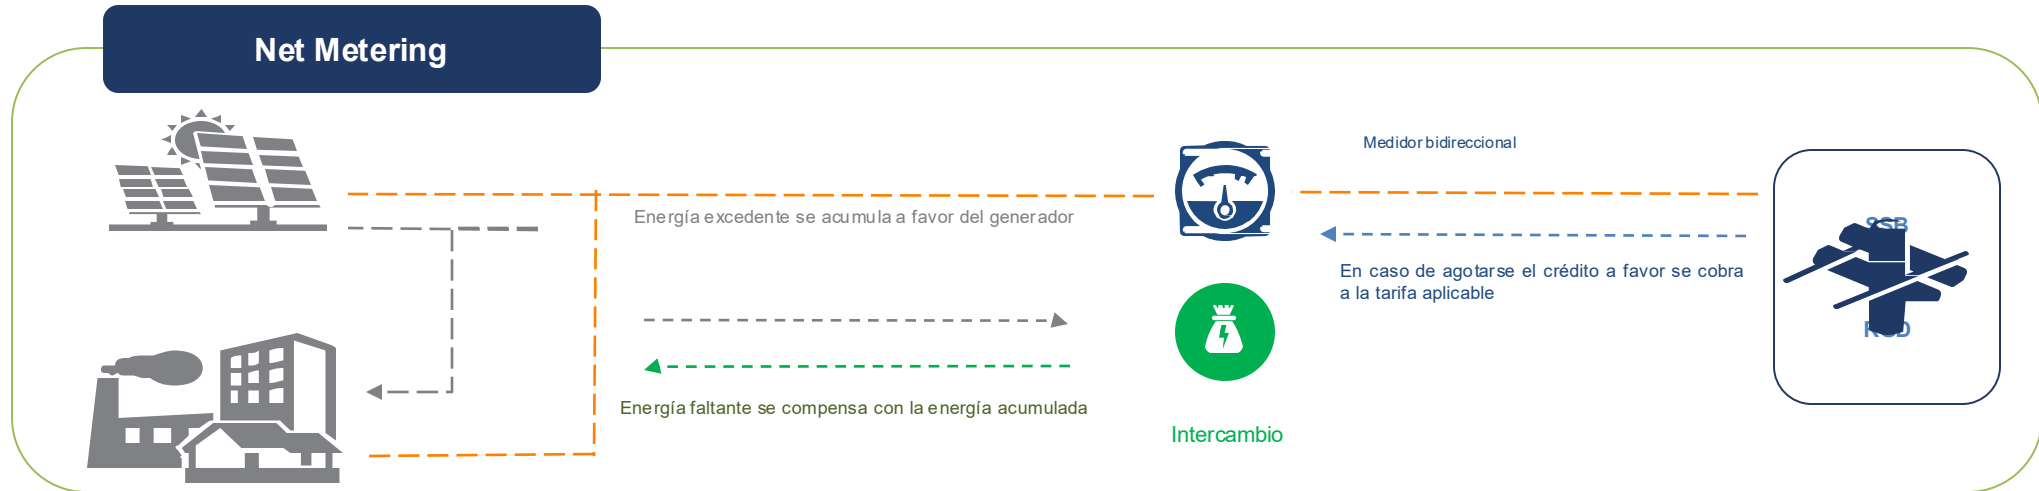 Net Metering
Medidor bidireccional
Energía excedente se acumula a favor del generador
SSB
En caso de agotarse el crédito a favor se cobra
a la tarifa aplicable
Energía faltante se compensa con la energía acumulada
Intercambio